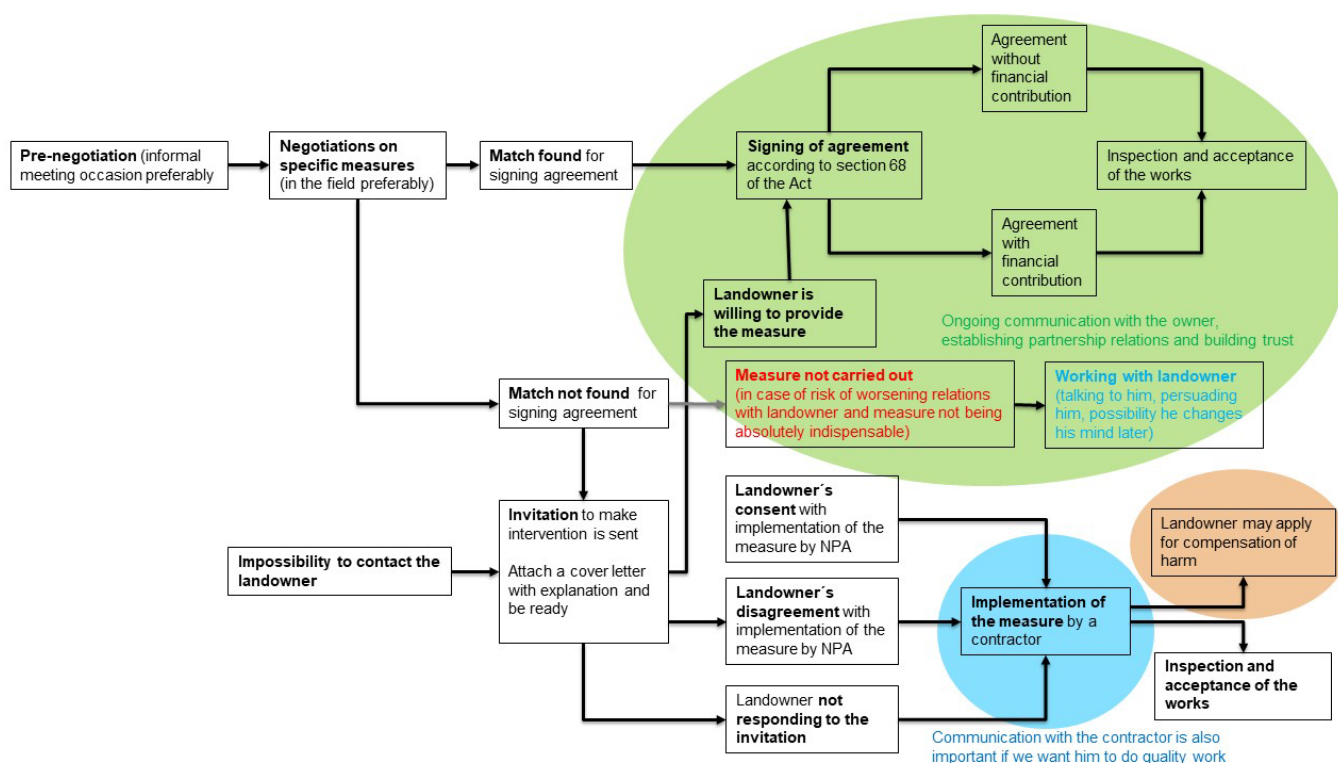 Agreement
without
financial
contribution
Pre-negotiation (informal
meeting occasion preferably
Negotiations on
specific measures
(in the field preferably)
Match found for
signing agreement
Signing of agreement
according to section 68
of the Act
Inspection and acceptance
of the works
Agreement
with
financial
contribution
Landowner is
willing to provide
the measure
Ongoing communication with the owner,
establishing partnership relations and building trust
Match not found for
signing agreement
Measure not carried out
(in case of risk of worsening relations
with landowner and measure not being
absolutely indispensable)
Working with landowner
(talking to him, persuading
him, possibility he changes
his mind later)
Impossibility to contact the
landowner
Invitation to make
intervention is sent
Attach a cover letter
with explanation and
be ready
Landowner´s
consent with
implementation of the
measure by NPA
Landowner´s
disagreement with
implementation of the
measure by NPA
Landowner not
responding to the
invitation
Implementation of
the measure by a
contractor
Landowner may apply
for compensation of
harm
Inspection and
acceptance of the
works
Communication with the contractor is also
important if we want him to do quality work